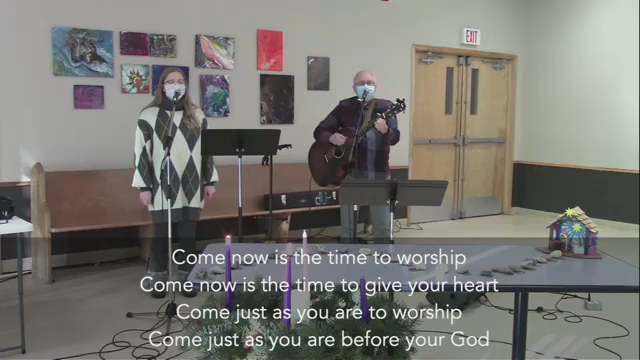 EXIT
Come now is the time to worship
Come now is the time to give your heart
Come just as you are to worship
Come just as you are before your God